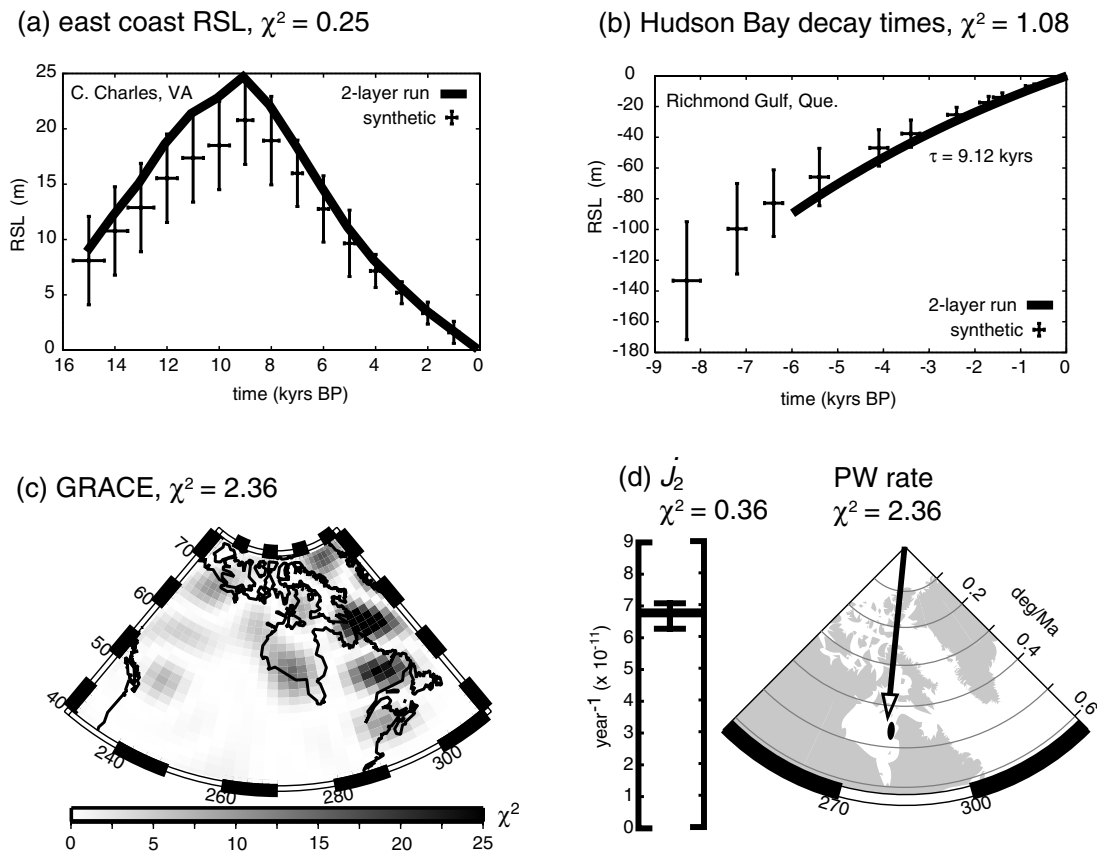 (a) east coast RSL, χ² = 0.25
25
20
15
10
5
0
RSL (m)
C. Charles, VA
2-layer run
synthetic
16 14 12 10 8 6 4 2 0
time (kyrs BP)
(b) Hudson Bay decay times, χ² = 1.08
0
-20
-40
-60
-80
-100
-120
-140
-160
-180
RSL (m)
Richmond Gulf, Que.
τ = 9.12 kyrs
2-layer run
synthetic
-9 -8 -7 -6 -5 -4 -3 -2 -1 0
time (kyrs BP)
(c) GRACE, χ² = 2.36
70
60
50
40
240
260
280
300
0 5 10 15 20 25
χ²
(d) J̇₂
χ² = 0.36
9
8
7
6
5
4
3
2
1
0
year⁻¹ (x 10⁻¹¹)
PW rate
χ² = 2.36
0.2
0.4
0.6
deg/Ma
270
300